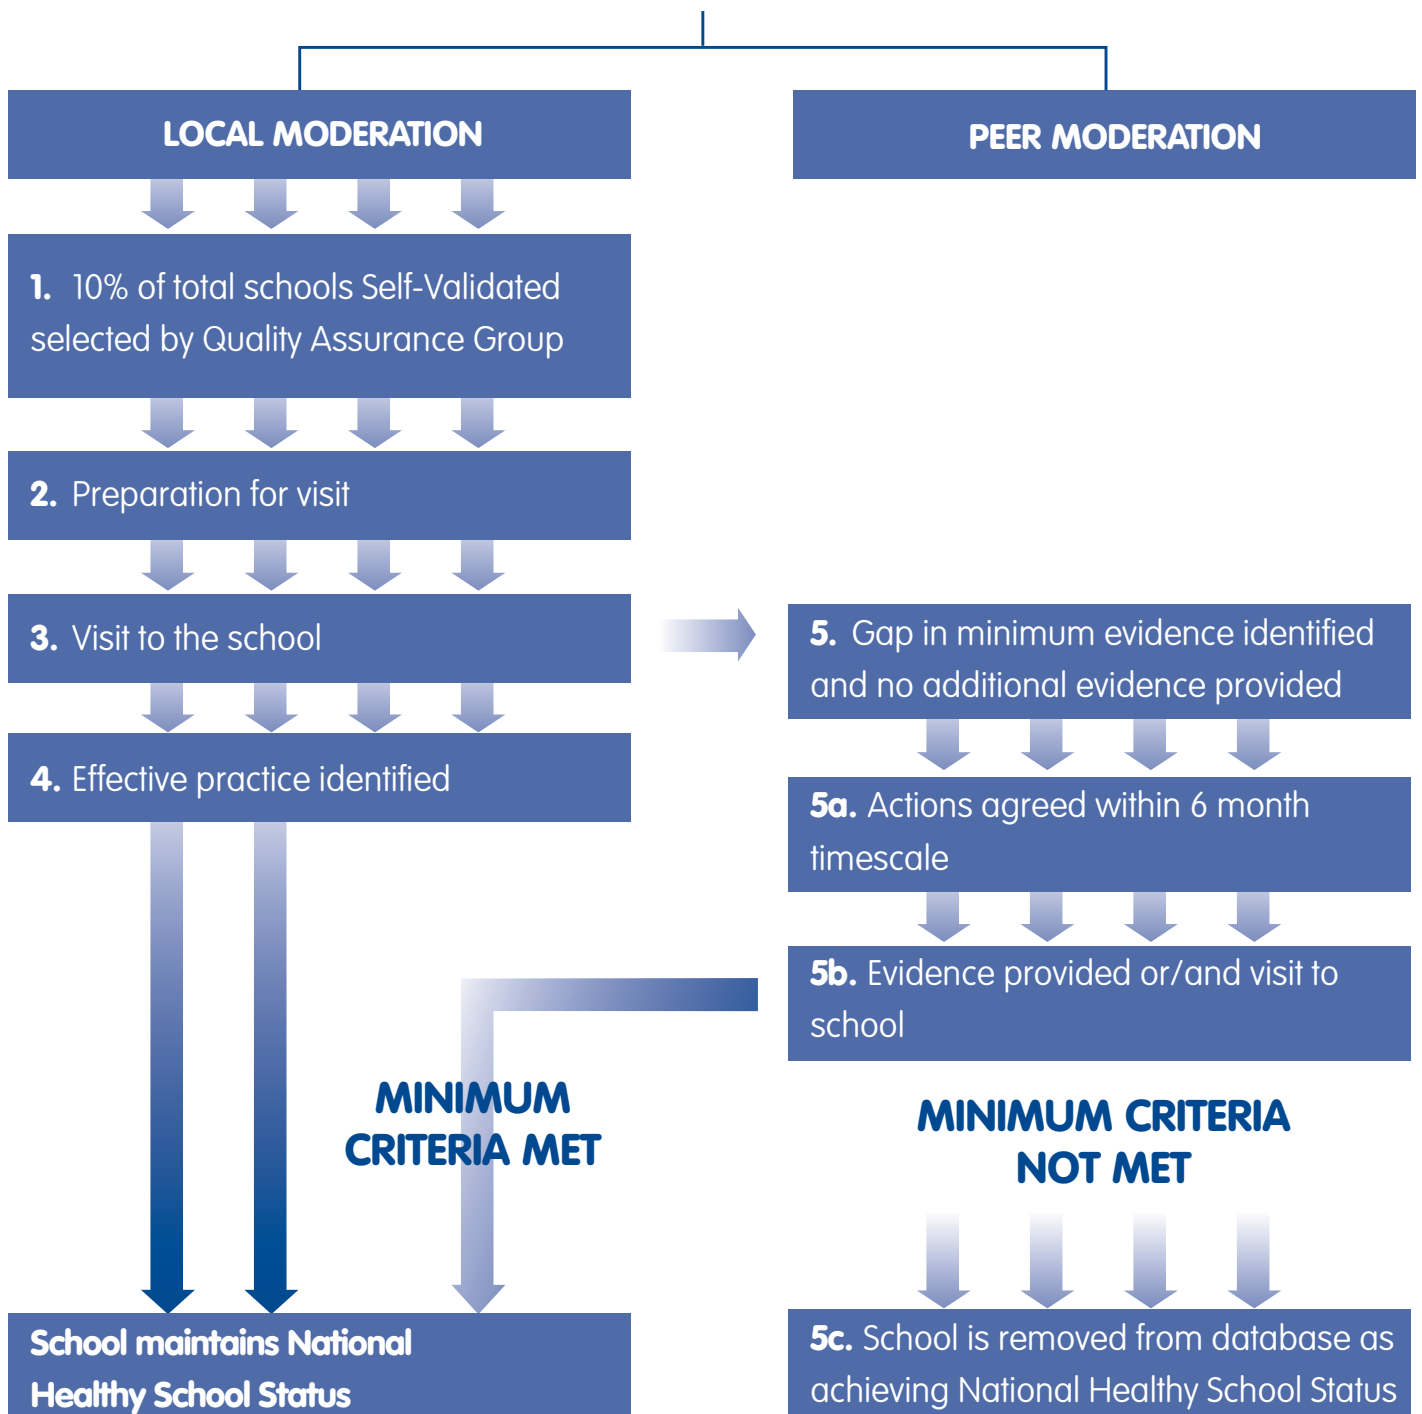 LOCAL MODERATION
PEER MODERATION
1. 10% of total schools Self-Validated
selected by Quality Assurance Group
2. Preparation for visit
3. Visit to the school
4. Effective practice identified
5. Gap in minimum evidence identified
and no additional evidence provided
5a. Actions agreed within 6 month
timescale
5b. Evidence provided or/and visit to
school
MINIMUM
CRITERIA MET
MINIMUM CRITERIA
NOT MET
School maintains National
Healthy School Status
5c. School is removed from database as
achieving National Healthy School Status